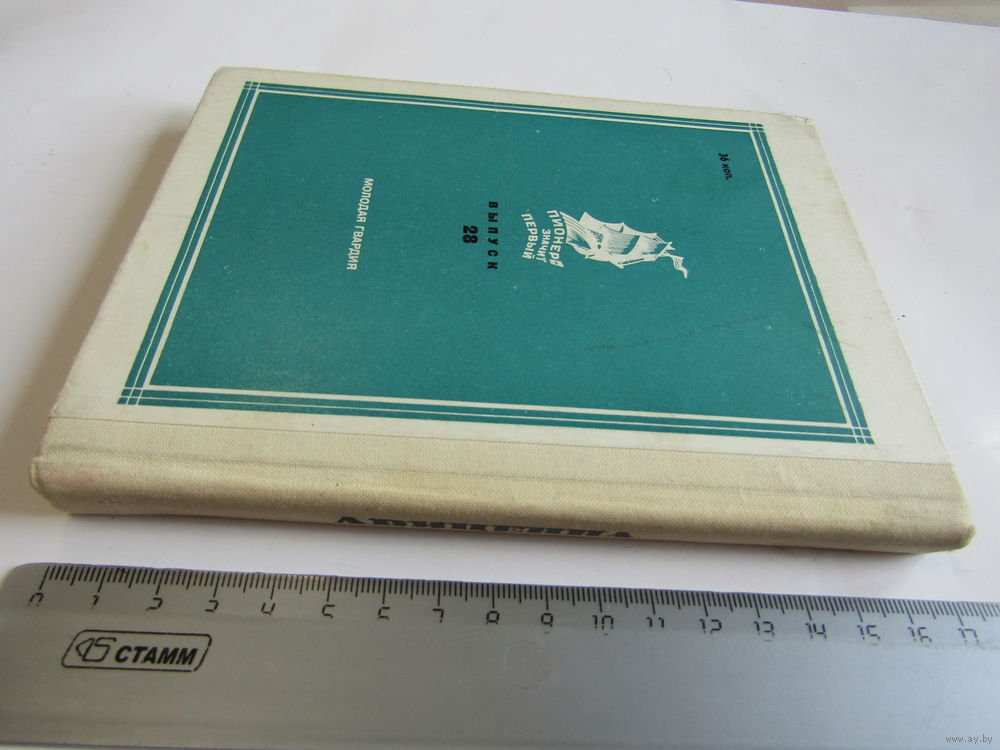 36 коп.
ПИОНЕР—
ЗНАЧИТ
ПЕРВЫЙ
ВЫПУСК
28
МОЛОДАЯ ГВАРДИЯ
0 1 2 3 4 5 6 7 8 9 10 11 12 13 14 15 16 17
СТАММ
www.ay.by